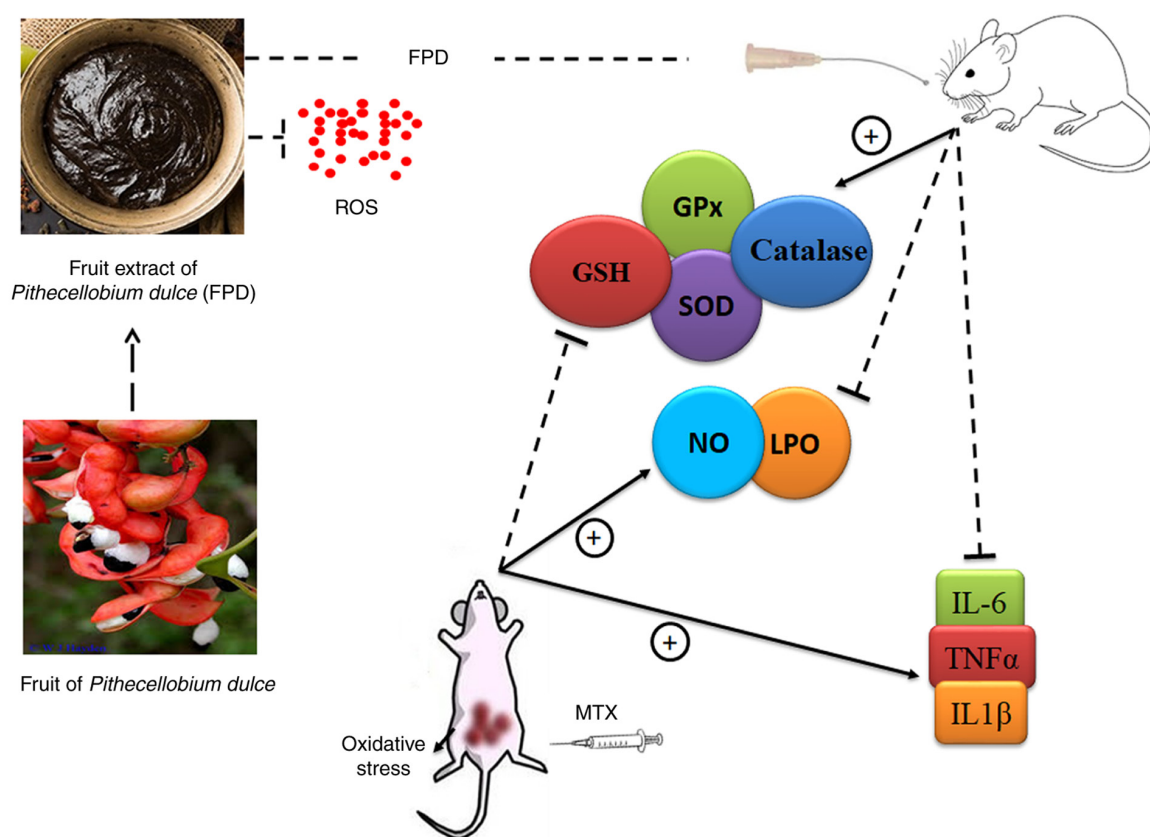 FPD
ROS
Fruit extract of
Pithecellobium dulce (FPD)
Fruit of Pithecellobium dulce
+
GPx
GSH
Catalase
SOD
NO
LPO
+
+
IL-6
TNFα
IL1β
MTX
Oxidative
stress